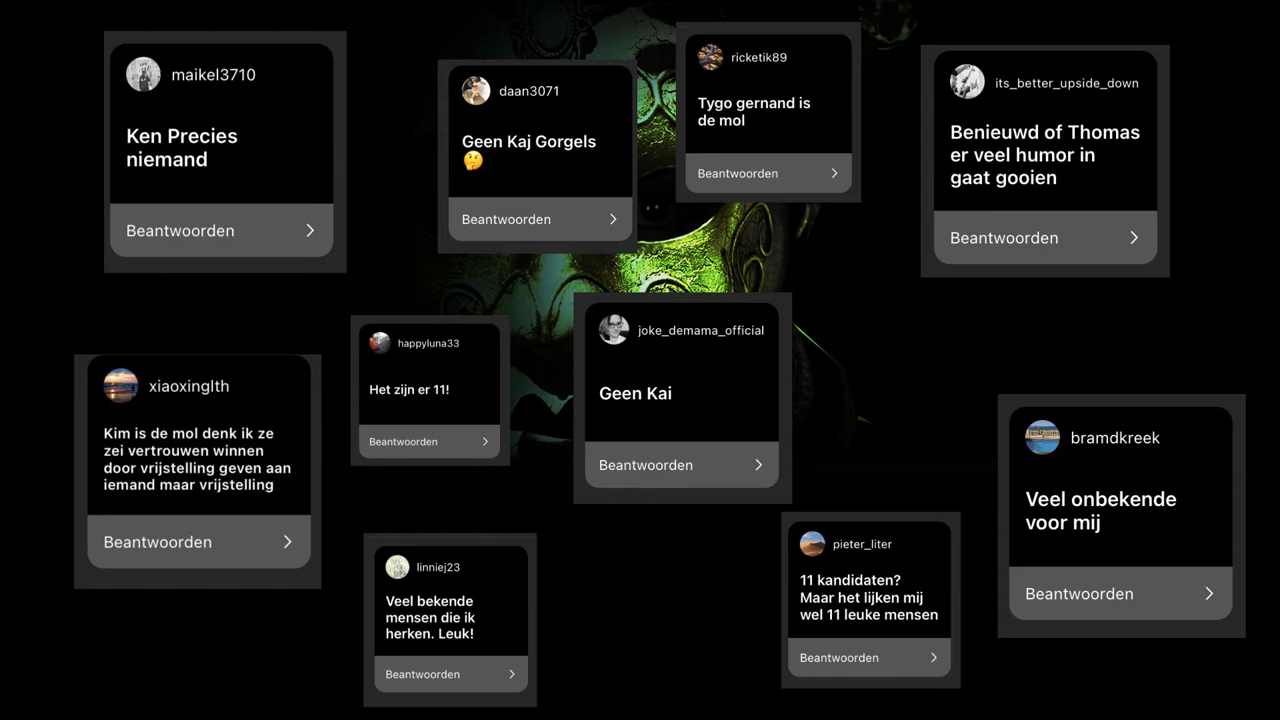 maikel3710
Ken Precies
niemand
Beantwoorden
daan3071
Geen Kaj Gorgels
🤔
Beantwoorden
ricketik89
Tygo gernand is
de mol
Beantwoorden
its_better_upside_down
Benieuwd of Thomas
er veel humor in
gaat gooien
Beantwoorden
xiaoxinglth
Kim is de mol denk ik ze
zei vertrouwen winnen
door vrijstelling geven aan
iemand maar vrijstelling
Beantwoorden
happyluna33
Het zijn er 11!
Beantwoorden
joke_demama_official
Geen Kai
Beantwoorden
bramdkreek
Veel onbekende
voor mij
Beantwoorden
linniej23
Veel bekende
mensen die ik
herken. Leuk!
Beantwoorden
pieter_liter
11 kandidaten?
Maar het lijken mij
wel 11 leuke mensen
Beantwoorden